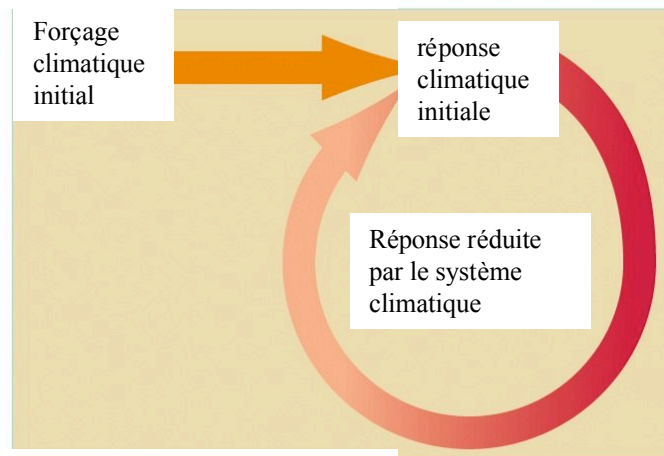 Forçage
climatique
initial
réponse
climatique
initiale
Réponse réduite
par le système
climatique